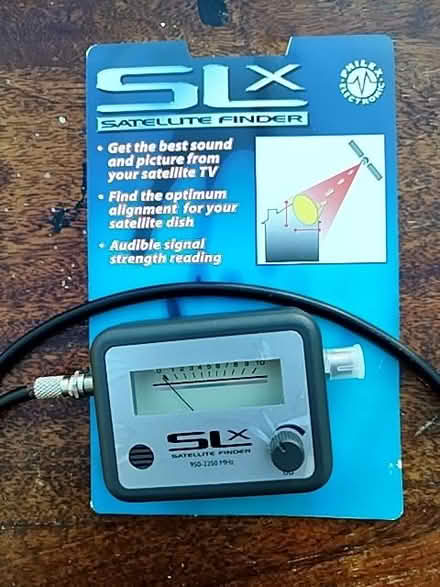 SLx
SATELLITE FINDER
PHILEX
ELECTRONIC
• Get the best sound
and picture from
your satellite TV
• Find the optimum
alignment for your
satellite dish
• Audible signal
strength reading
0 1 2 3 4 5 6 7 8 9 10
SLx
SATELLITE FINDER
950-2250 MHz